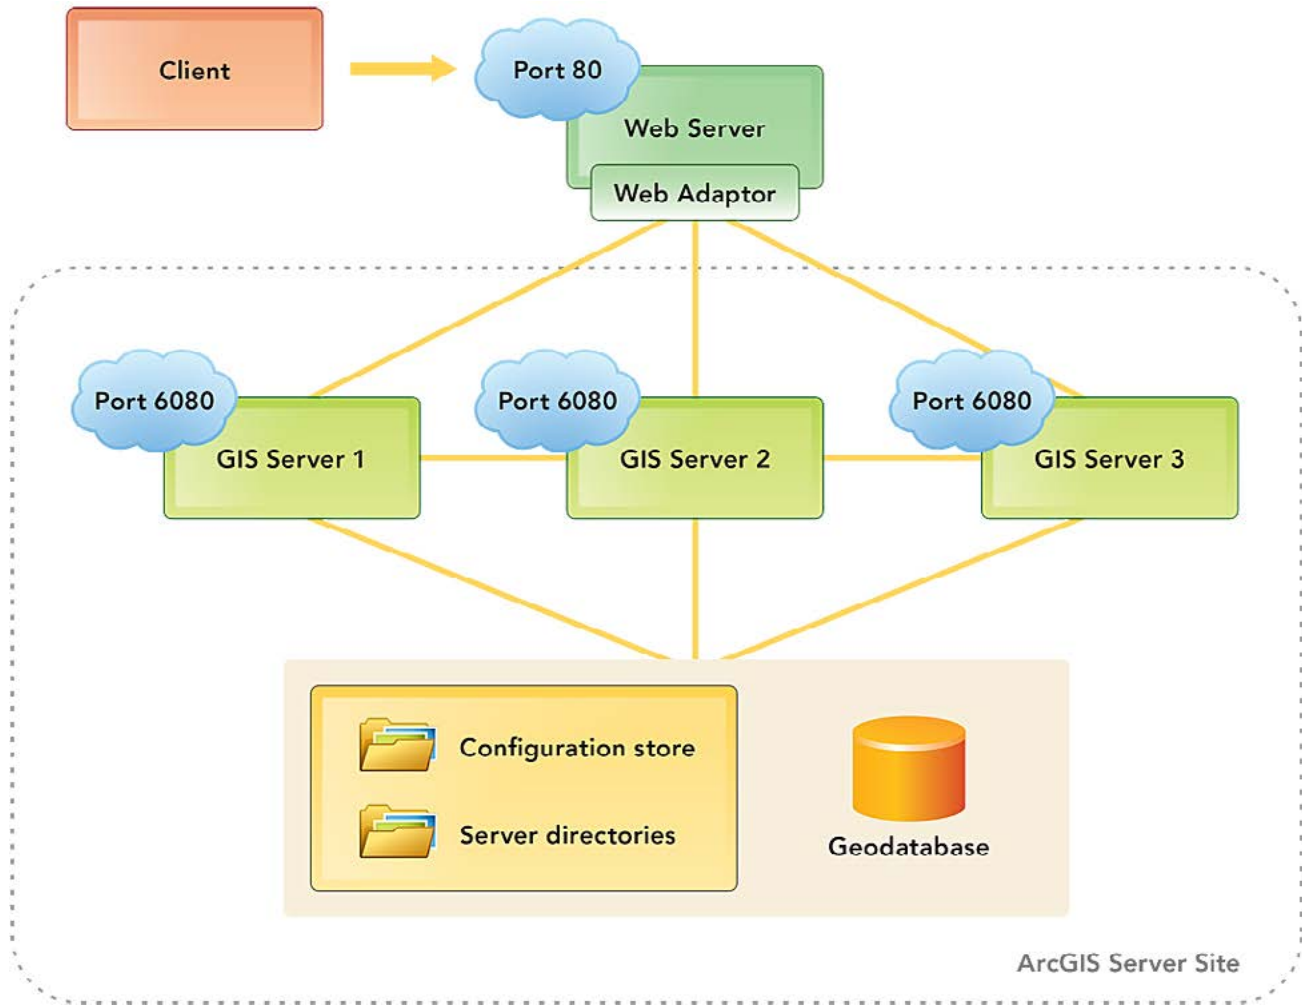 Client
Port 80
Web Server
Web Adaptor
Port 6080
Port 6080
Port 6080
GIS Server 1
GIS Server 2
GIS Server 3
Configuration store
Server directories
Geodatabase
ArcGIS Server Site